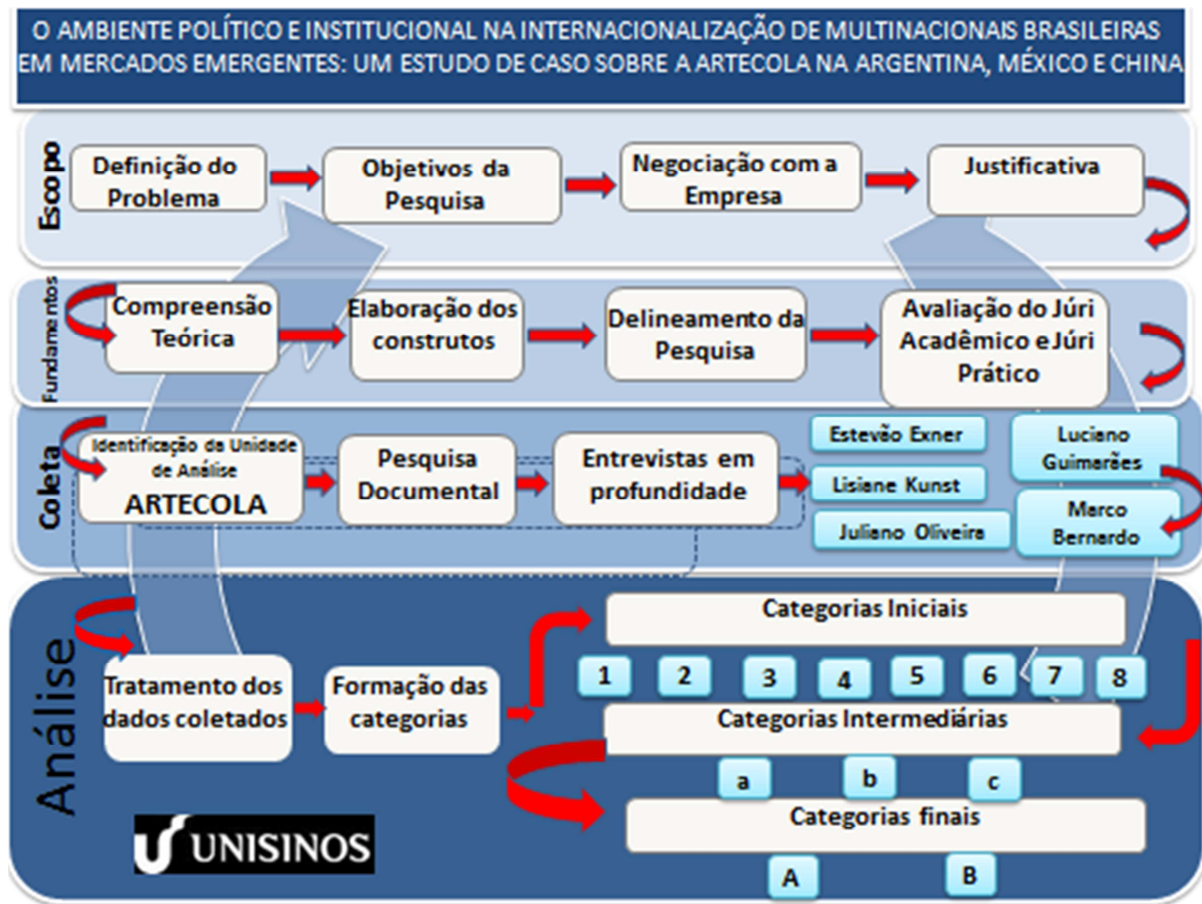 O AMBIENTE POLÍTICO E INSTITUCIONAL NA INTERNACIONALIZAÇÃO DE MULTINACIONAIS BRASILEIRAS
EM MERCADOS EMERGENTES: UM ESTUDO DE CASO SOBRE A ARTECOLA NA ARGENTINA, MÉXICO E CHINA
Escopo
Definição do
Problema
Objetivos da
Pesquisa
Negociação com a
Empresa
Justificativa
Fundamentos
Compreensão
Teórica
Elaboração dos
construtos
Delineamento da
Pesquisa
Avaliação do Júri
Acadêmico e Júri
Prático
Coleta
Identificação da Unidade
de Análise
ARTECOLA
Pesquisa
Documental
Entrevistas em
profundidade
Estevão Exner
Lisiane Kunst
Juliano Oliveira
Luciano
Guimarães
Marco
Bernardo
Análise
Tratamento dos
dados coletados
Formação das
categorias
Categorias Iniciais
1 2 3 4 5 6 7 8
Categorias Intermediárias
a b c
Categorias finais
A B
UNISINOS